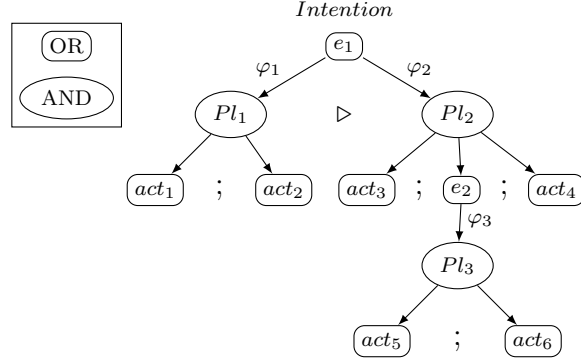 Intention
OR
AND
e₁
φ₁
φ₂
Pl₁
▷
Pl₂
act₁ ; act₂
act₃ ; e₂ ; act₄
φ₃
Pl₃
act₅ ; act₆